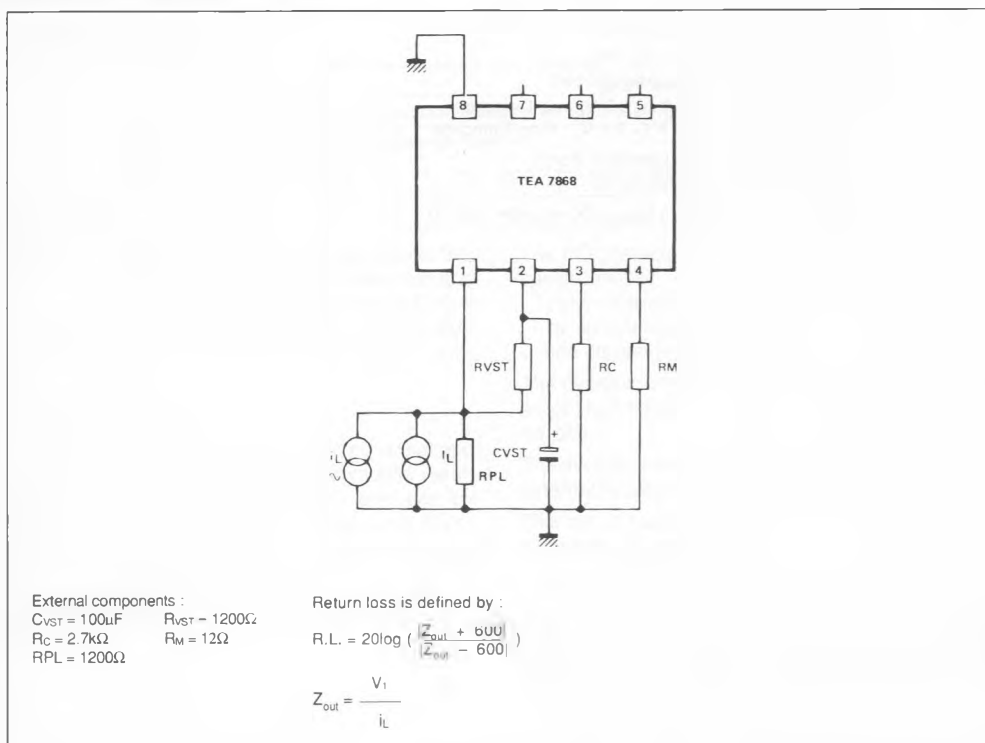 8 7 6 5
TEA 7868
1 2 3 4
RVST RC RM
+
iL IL CVST
RPL
~
External components :
CVST = 100µF RVST – 1200Ω
RC = 2.7kΩ RM = 12Ω
RPL = 1200Ω
Return loss is defined by :
R.L. = 20log ( |Zout + 600| / |Zout – 600| )
Zout = V1 / iL